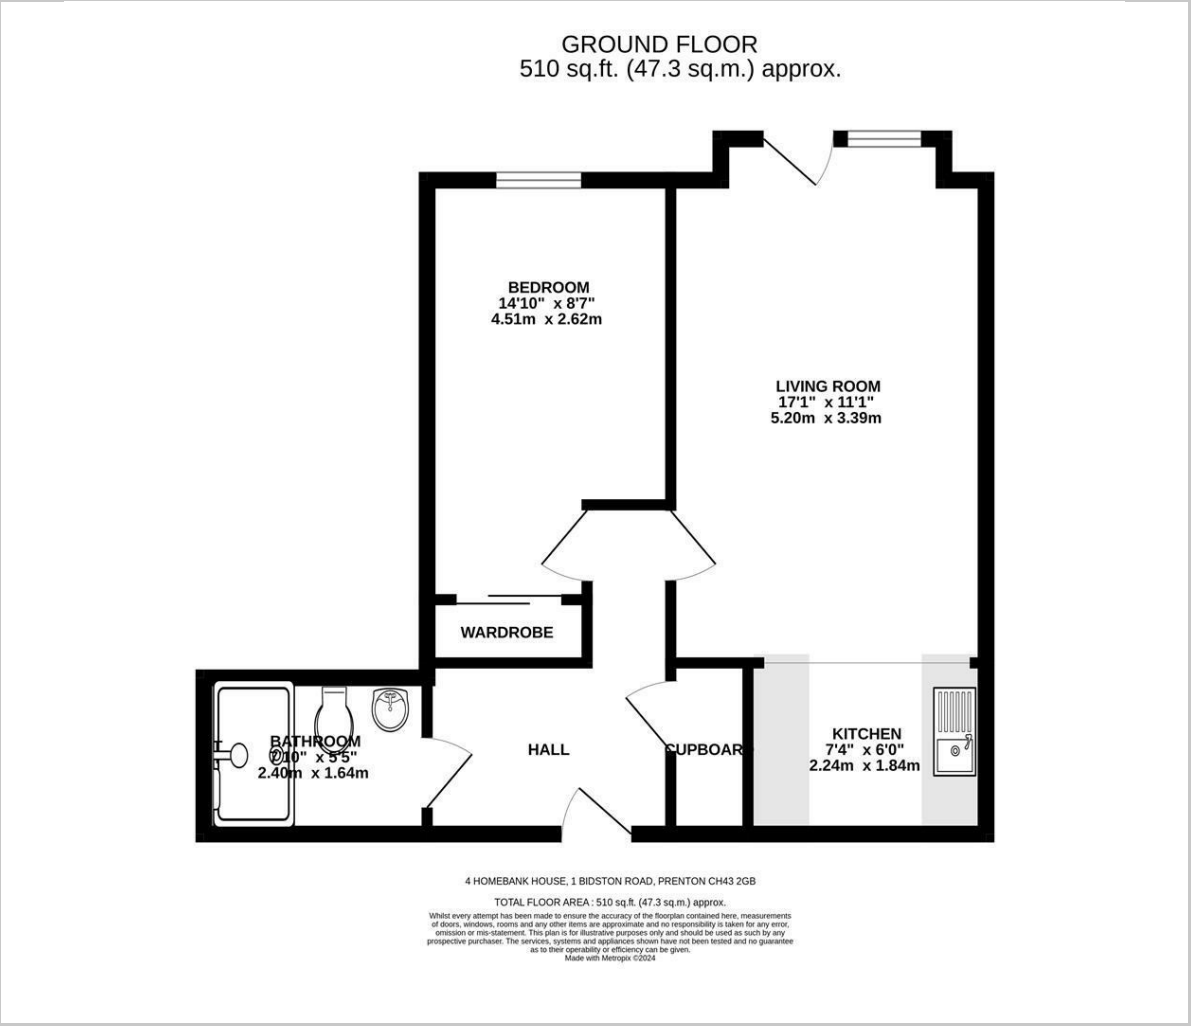 GROUND FLOOR
510 sq.ft. (47.3 sq.m.) approx.
BEDROOM
14'10" x 8'7"
4.51m x 2.62m
LIVING ROOM
17'1" x 11'1"
5.20m x 3.39m
WARDROBE
BATHROOM
7'10" x 5'5"
2.40m x 1.64m
HALL
CUPBOARD
KITCHEN
7'4" x 6'0"
2.24m x 1.84m
4 HOMEBANK HOUSE, 1 BIDSTON ROAD, PRENTON CH43 2GB
TOTAL FLOOR AREA : 510 sq.ft. (47.3 sq.m.) approx.
Whilst every attempt has been made to ensure the accuracy of the floorplan contained here, measurements
of doors, windows, rooms and any other items are approximate and no responsibility is taken for any error,
omission or mis-statement. This plan is for illustrative purposes only and should be used as such by any
prospective purchaser. The services, systems and appliances shown have not been tested and no guarantee
as to their operability or efficiency can be given.
Made with Metropix ©2024